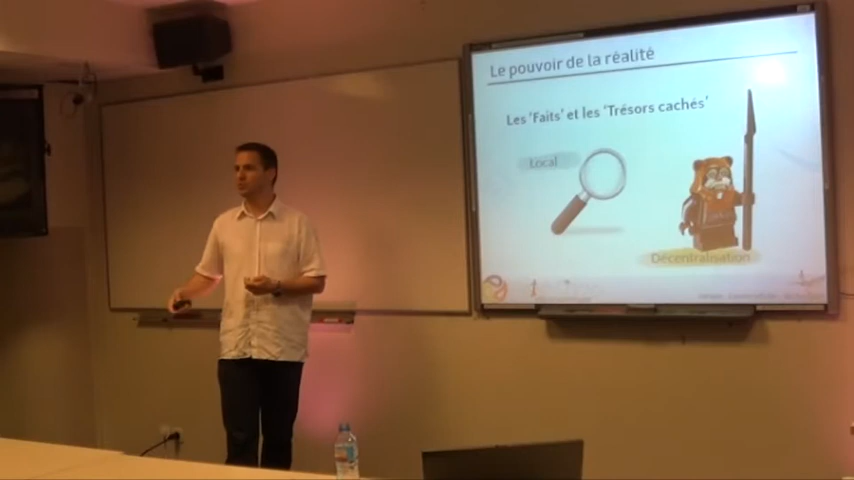 Le pouvoir de la réalité
Les 'Faits' et les 'Trésors cachés'
Local
Décentralisation